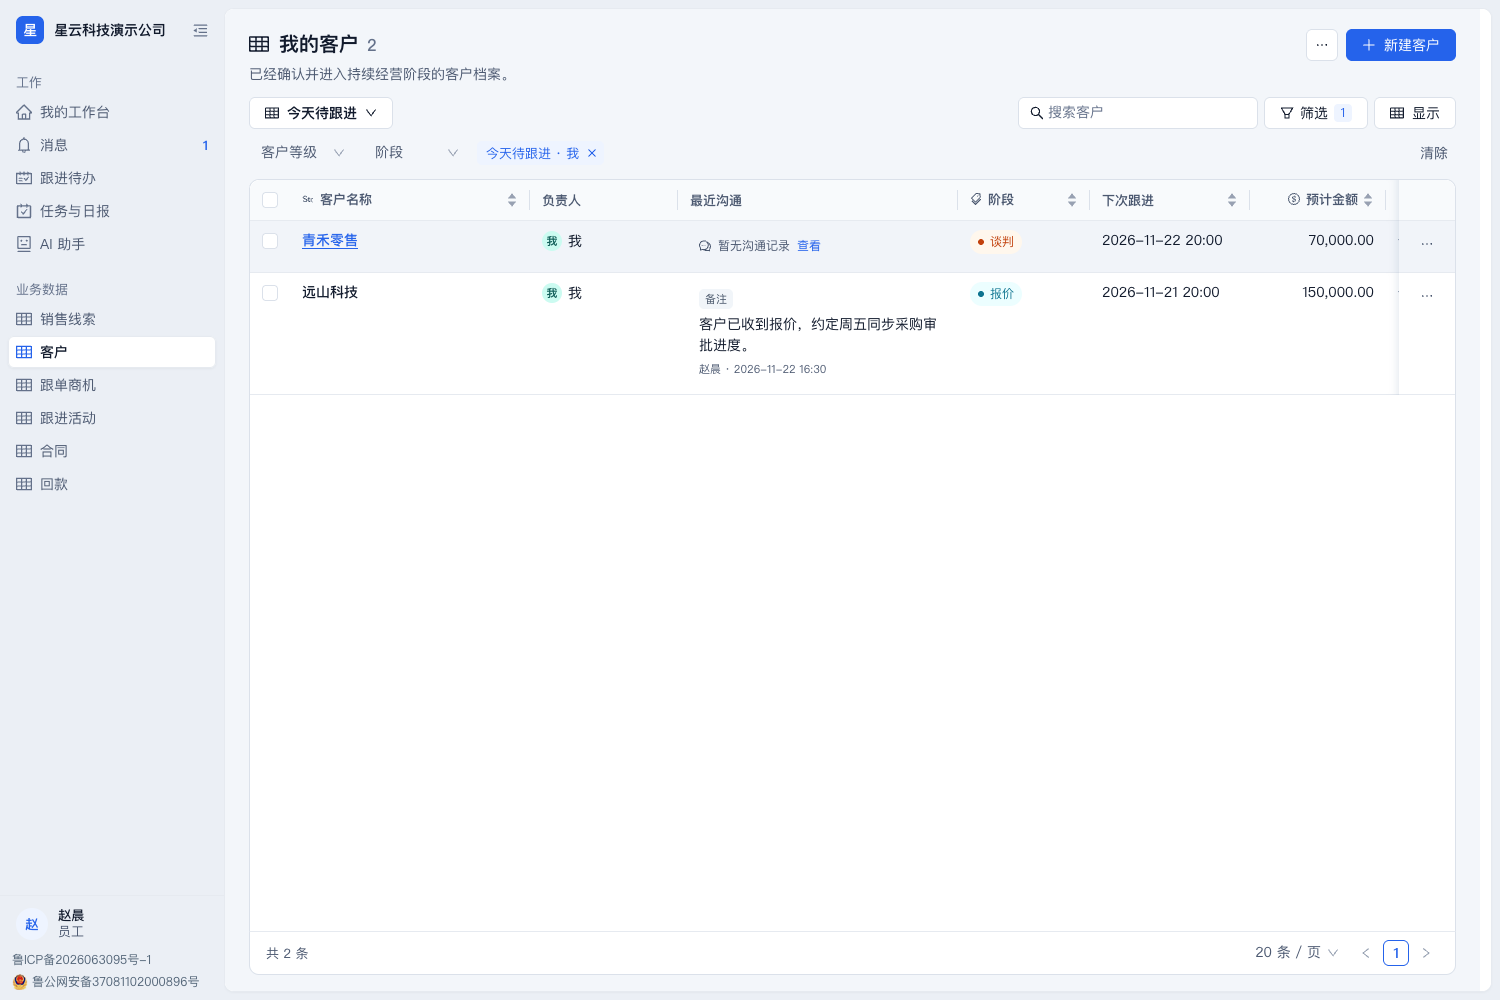 星 星云科技演示公司
工作
我的工作台
消息 1
跟进待办
任务与日报
AI 助手
业务数据
销售线索
客户
跟单商机
跟进活动
合同
回款
赵 赵晨
员工
鲁ICP备2026063095号-1
鲁公网安备37081102000896号
我的客户 2
已经确认并进入持续经营阶段的客户档案。
... + 新建客户
今天待跟进
搜索客户 筛选 1 显示
客户等级 阶段 今天待跟进 · 我 × 清除
Str 客户名称 负责人 最近沟通 阶段 下次跟进 预计金额
青禾零售 我 我 暂无沟通记录 查看 谈判 2026-11-22 20:00 70,000.00 ...
远山科技 我 我 备注 报价 2026-11-21 20:00 150,000.00 ...
客户已收到报价，约定周五同步采购审
批进度。
赵晨 · 2026-11-22 16:30
共 2 条 20 条 / 页 < 1 >